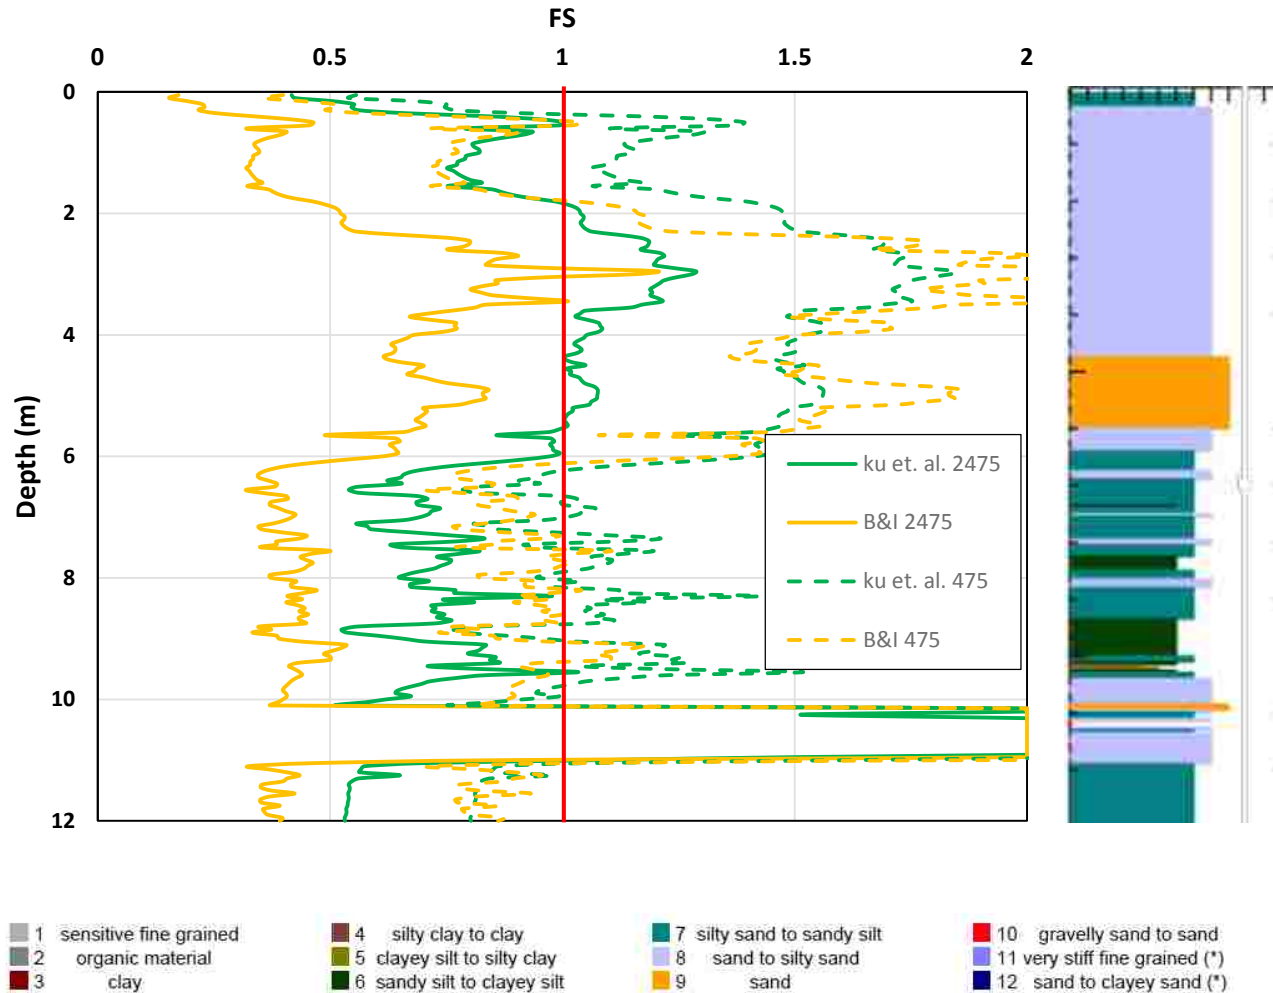 FS
0 0.5 1 1.5 2
0
2
4
6
8
10
12
Depth (m)
ku et. al. 2475
B&I 2475
ku et. al. 475
B&I 475
1 sensitive fine grained
2 organic material
3 clay
4 silty clay to clay
5 clayey silt to silty clay
6 sandy silt to clayey silt
7 silty sand to sandy silt
8 sand to silty sand
9 sand
10 gravelly sand to sand
11 very stiff fine grained (*)
12 sand to clayey sand (*)